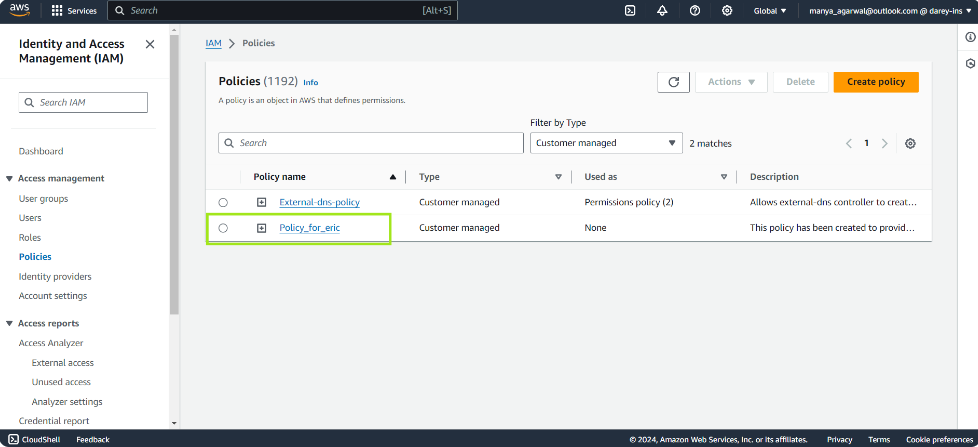 aws
Services
Search
[Alt+S]
Global
manya_agarwal@outlook.com @ darey-ins
Identity and Access
Management (IAM)
Search IAM
Dashboard
Access management
User groups
Users
Roles
Policies
Identity providers
Account settings
Access reports
Access Analyzer
External access
Unused access
Analyzer settings
Credential report
IAM > Policies
Policies (1192) Info
A policy is an object in AWS that defines permissions.
Actions
Delete
Create policy
Filter by Type
Search
Customer managed
2 matches
1
Policy name Type Used as Description
External-dns-policy Customer managed Permissions policy (2) Allows external-dns controller to creat...
Policy_for_eric Customer managed None This policy has been created to provid...
CloudShell Feedback © 2024, Amazon Web Services, Inc. or its affiliates. Privacy Terms Cookie preferences